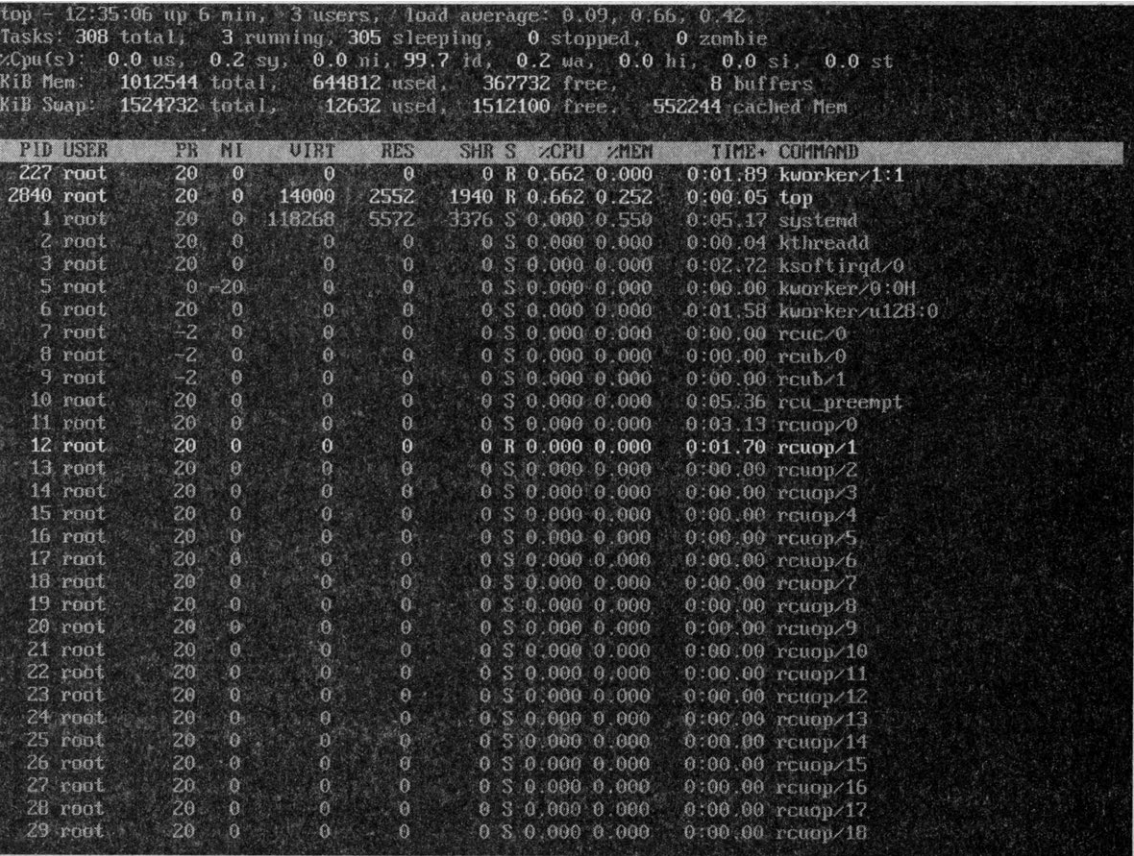 top - 12:35:06 up 6 min, 3 users, load average: 0.09, 0.66, 0.42
Tasks: 308 total, 3 running, 305 sleeping, 0 stopped, 0 zombie
%Cpu(s): 0.0 us, 0.2 sy, 0.0 ni, 99.7 id, 0.2 wa, 0.0 hi, 0.0 si, 0.0 st
KiB Mem: 1012544 total, 644812 used, 367732 free, 8 buffers
KiB Swap: 1524732 total, 12632 used, 1512100 free, 552244 cached Mem
PID USER PR NI VIRT RES SHR S %CPU %MEM TIME+ COMMAND
227 root 20 0 0 0 0 R 0.662 0.000 0:01.89 kworker/1:1
2840 root 20 0 14000 2552 1940 R 0.662 0.252 0:00.05 top
1 root 20 0 118268 5572 3376 S 0.000 0.550 0:05.17 systemd
2 root 20 0 0 0 0 S 0.000 0.000 0:00.04 kthreadd
3 root 20 0 0 0 0 S 0.000 0.000 0:02.72 ksoftirqd/0
5 root 0 -20 0 0 0 S 0.000 0.000 0:00.00 kworker/0:0H
6 root 20 0 0 0 0 S 0.000 0.000 0:01.58 kworker/u128:0
7 root -2 0 0 0 0 S 0.000 0.000 0:00.00 rcuc/0
8 root -2 0 0 0 0 S 0.000 0.000 0:00.00 rcub/0
9 root -2 0 0 0 0 S 0.000 0.000 0:00.00 rcub/1
10 root 20 0 0 0 0 S 0.000 0.000 0:05.36 rcu_preempt
11 root 20 0 0 0 0 S 0.000 0.000 0:03.13 rcuop/0
12 root 20 0 0 0 0 R 0.000 0.000 0:01.70 rcuop/1
13 root 20 0 0 0 0 S 0.000 0.000 0:00.00 rcuop/2
14 root 20 0 0 0 0 S 0.000 0.000 0:00.00 rcuop/3
15 root 20 0 0 0 0 S 0.000 0.000 0:00.00 rcuop/4
16 root 20 0 0 0 0 S 0.000 0.000 0:00.00 rcuop/5
17 root 20 0 0 0 0 S 0.000 0.000 0:00.00 rcuop/6
18 root 20 0 0 0 0 S 0.000 0.000 0:00.00 rcuop/7
19 root 20 0 0 0 0 S 0.000 0.000 0:00.00 rcuop/8
20 root 20 0 0 0 0 S 0.000 0.000 0:00.00 rcuop/9
21 root 20 0 0 0 0 S 0.000 0.000 0:00.00 rcuop/10
22 root 20 0 0 0 0 S 0.000 0.000 0:00.00 rcuop/11
23 root 20 0 0 0 0 S 0.000 0.000 0:00.00 rcuop/12
24 root 20 0 0 0 0 S 0.000 0.000 0:00.00 rcuop/13
25 root 20 0 0 0 0 S 0.000 0.000 0:00.00 rcuop/14
26 root 20 0 0 0 0 S 0.000 0.000 0:00.00 rcuop/15
27 root 20 0 0 0 0 S 0.000 0.000 0:00.00 rcuop/16
28 root 20 0 0 0 0 S 0.000 0.000 0:00.00 rcuop/17
29 root 20 0 0 0 0 S 0.000 0.000 0:00.00 rcuop/18